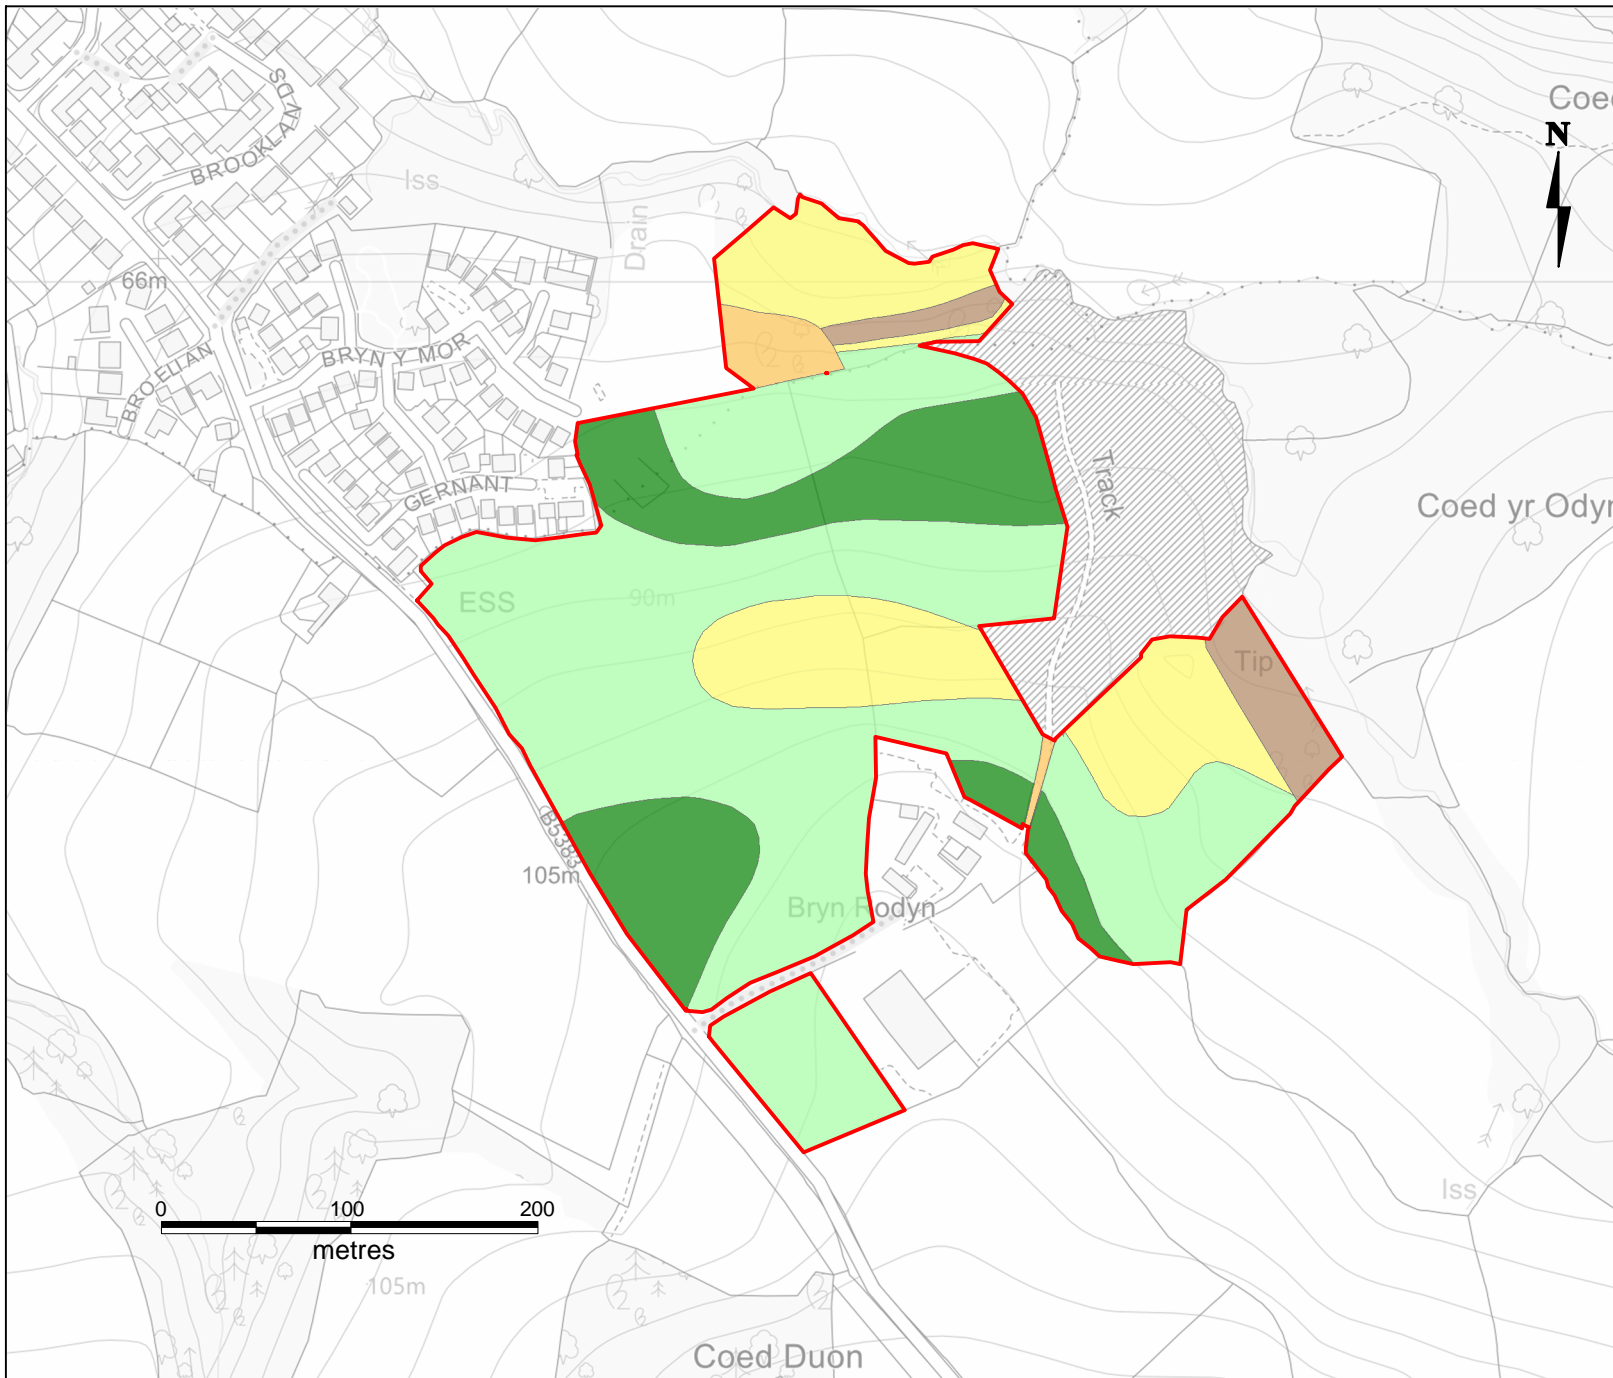 BROOKLANDS
Iss
Drain
66m
BRYN Y MOR
BRO ELIAN
GERNANT
ESS
90m
Track
Coed
N
Coed yr Odyn
Tip
B5383
105m
Bryn Rodyn
0 100 200
metres
105m
Iss
Coed Duon